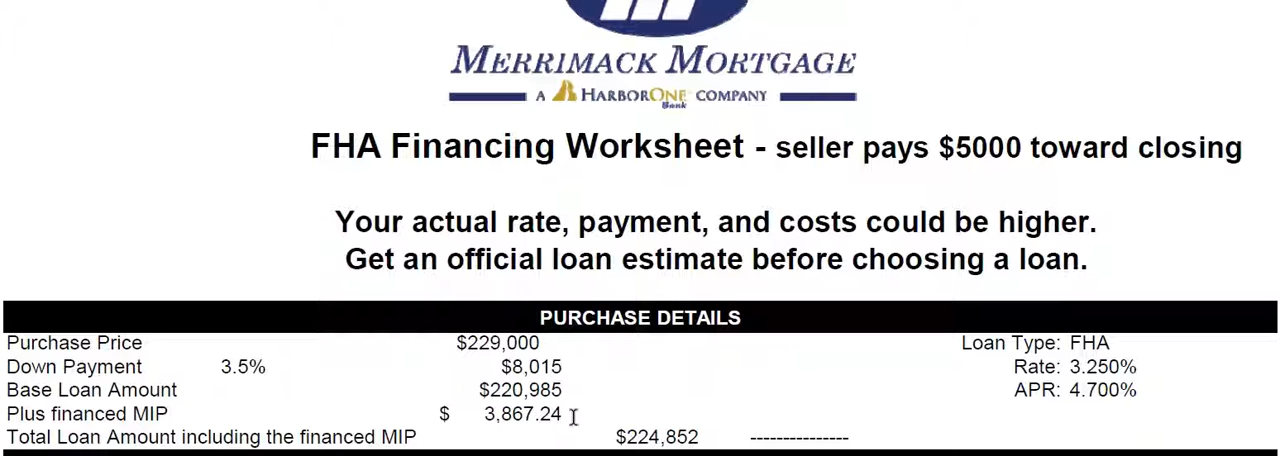 MERRIMACK MORTGAGE
A HARBORONE Bank COMPANY
FHA Financing Worksheet - seller pays $5000 toward closing
Your actual rate, payment, and costs could be higher.
Get an official loan estimate before choosing a loan.
PURCHASE DETAILS
Purchase Price $229,000 Loan Type: FHA
Down Payment 3.5% $8,015 Rate: 3.250%
Base Loan Amount $220,985 APR: 4.700%
Plus financed MIP $ 3,867.24
Total Loan Amount including the financed MIP $224,852 ---------------